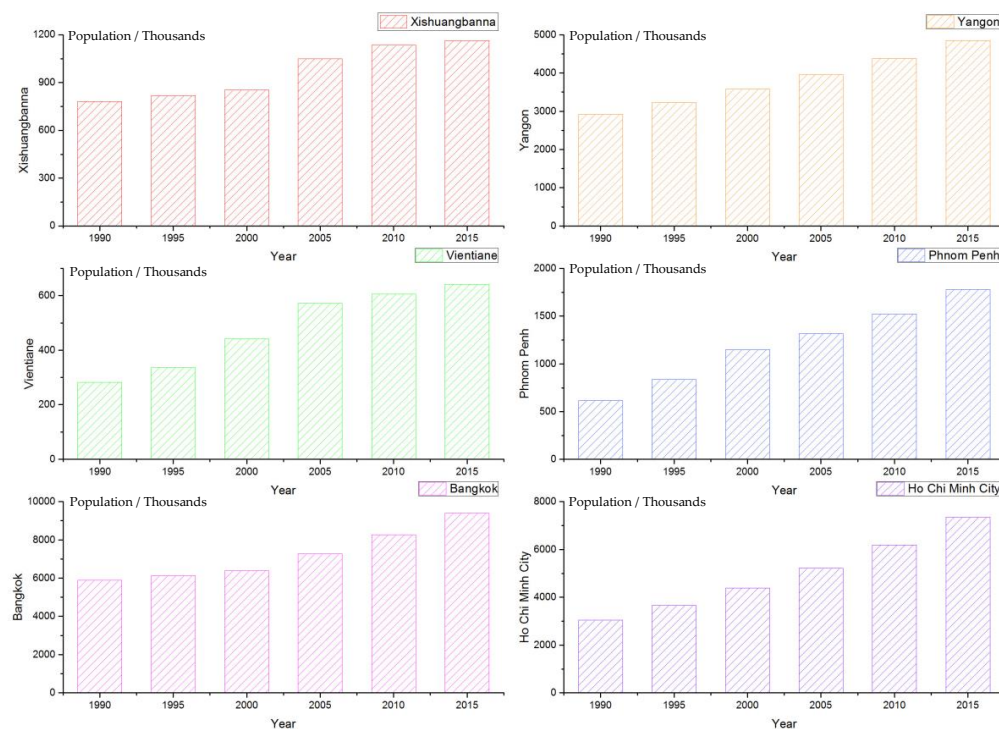 Xishuangbanna
Population / Thousands
1200
900
600
300
0
Xishuangbanna
1990 1995 2000 2005 2010 2015
Year
Yangon
Population / Thousands
5000
4000
3000
2000
1000
0
Yangon
1990 1995 2000 2005 2010 2015
Year
Vientiane
Population / Thousands
600
400
200
0
Vientiane
1990 1995 2000 2005 2010 2015
Year
Phnom Penh
Population / Thousands
2000
1500
1000
500
0
Phnom Penh
1990 1995 2000 2005 2010 2015
Year
Bangkok
Population / Thousands
10000
8000
6000
4000
2000
0
Bangkok
1990 1995 2000 2005 2010 2015
Year
Ho Chi Minh City
Population / Thousands
8000
6000
4000
2000
0
Ho Chi Minh City
1990 1995 2000 2005 2010 2015
Year